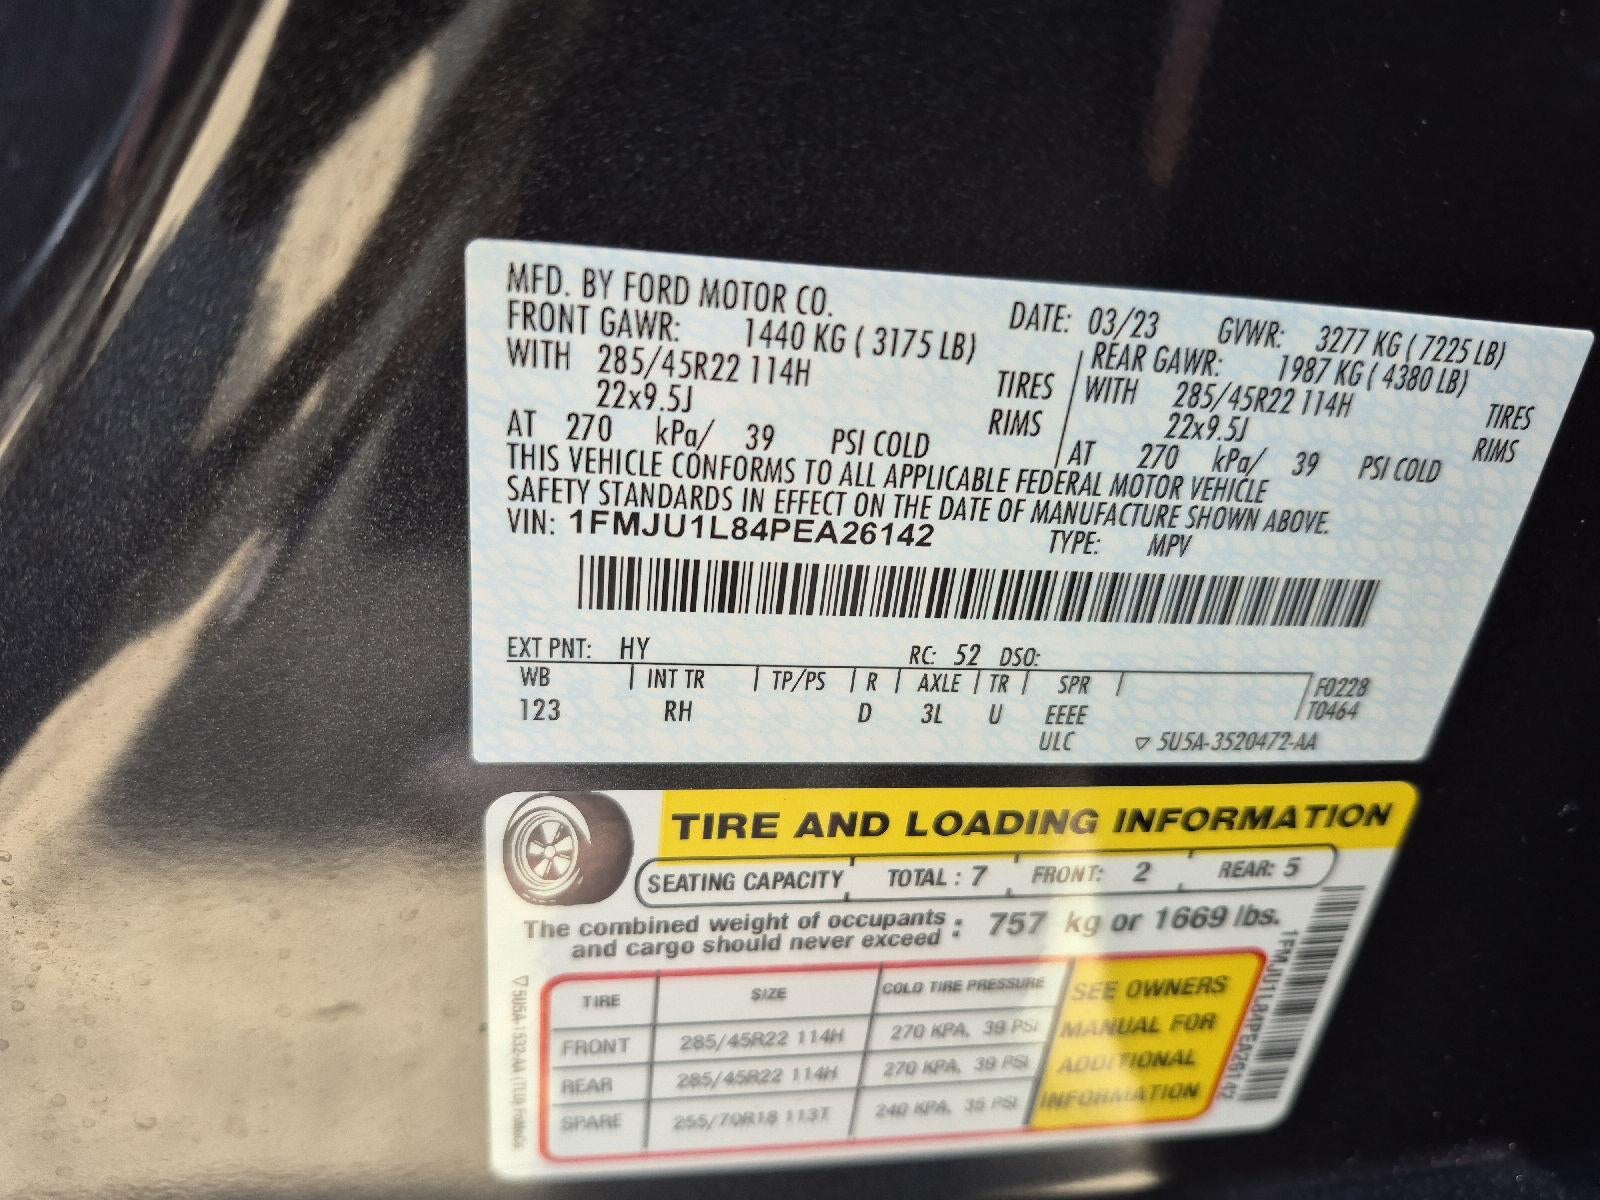 MFD. BY FORD MOTOR CO.
DATE: 03/23 GVWR: 3277 KG ( 7225 LB)
FRONT GAWR: 1440 KG ( 3175 LB)
WITH 285/45R22 114H TIRES
22x9.5J RIMS
AT 270 kPa/ 39 PSI COLD
REAR GAWR: 1987 KG ( 4380 LB)
WITH 285/45R22 114H TIRES
22x9.5J RIMS
AT 270 kPa/ 39 PSI COLD
THIS VEHICLE CONFORMS TO ALL APPLICABLE FEDERAL MOTOR VEHICLE
SAFETY STANDARDS IN EFFECT ON THE DATE OF MANUFACTURE SHOWN ABOVE.
VIN: 1FMJU1L84PEA26142 TYPE: MPV
EXT PNT: HY RC: 52 DSO:
WB INT TR TP/PS R AXLE TR SPR F0228
123 RH D 3L U EEEE T0464
ULC ▽ 5U5A-3520472-AA
TIRE AND LOADING INFORMATION
SEATING CAPACITY TOTAL : 7 FRONT: 2 REAR: 5
The combined weight of occupants
and cargo should never exceed : 757 kg or 1669 lbs.
TIRE SIZE COLD TIRE PRESSURE
FRONT 285/45R22 114H 270 KPA, 39 PSI
REAR 285/45R22 114H 270 KPA, 39 PSI
SPARE 255/70R18 113T 240 KPA, 35 PSI
SEE OWNERS
MANUAL FOR
ADDITIONAL
INFORMATION
1FMJU1L84PEA26142
▽ 5U5A-1532-AA